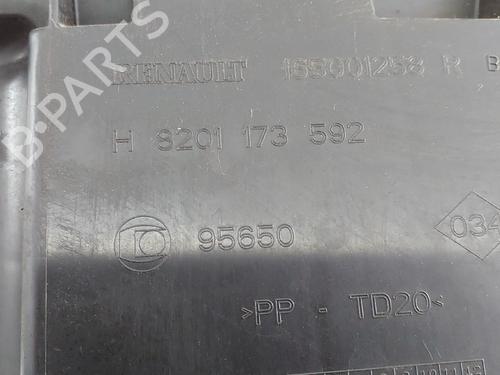 RENAULT 165001258 R B
H 8201 173 592
95650 034
>PP - TD20<
B-Parts